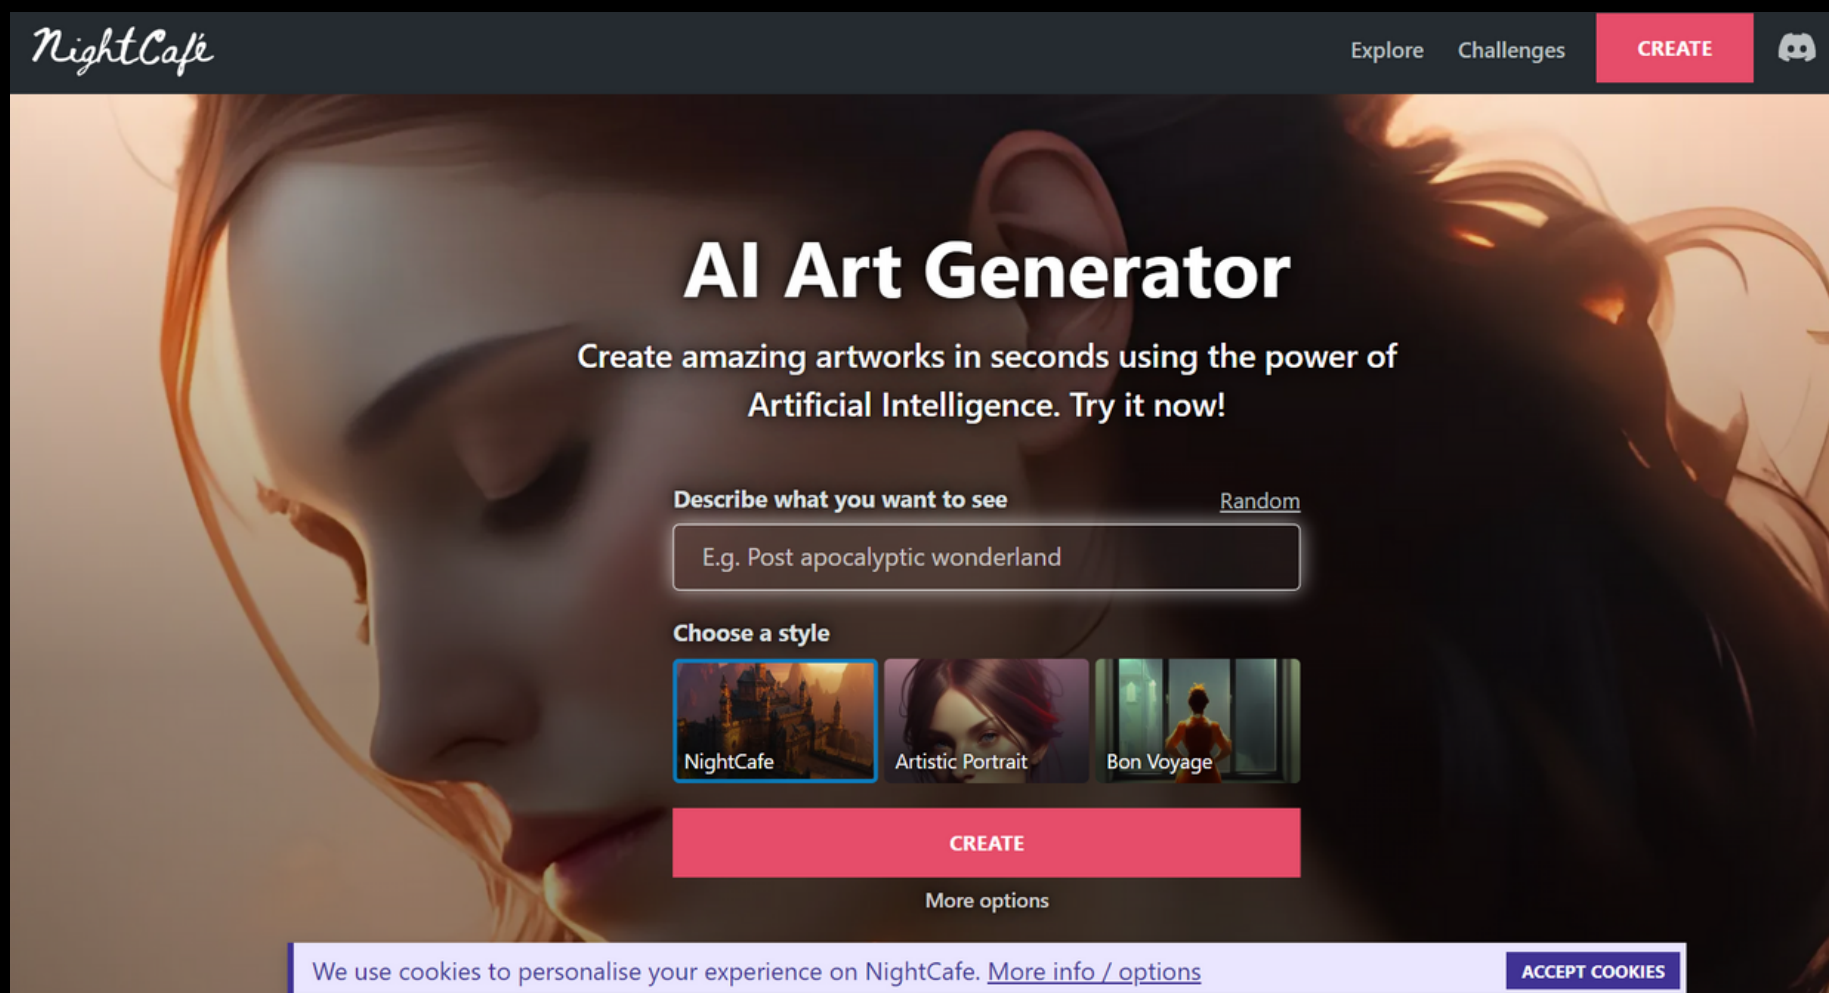 NightCafé
Explore
Challenges
CREATE
AI Art Generator
Create amazing artworks in seconds using the power of
Artificial Intelligence. Try it now!
Describe what you want to see
Random
E.g. Post apocalyptic wonderland
Choose a style
NightCafe
Artistic Portrait
Bon Voyage
CREATE
More options
We use cookies to personalise your experience on NightCafe. More info / options
ACCEPT COOKIES